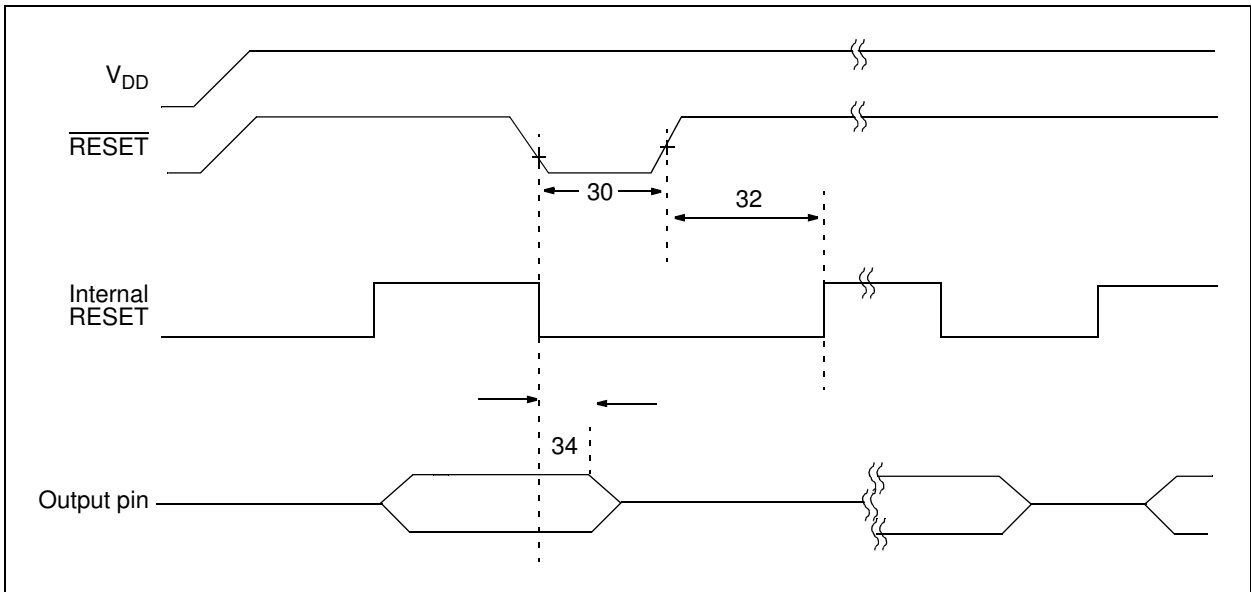 VDD
RESET
30
32
Internal
RESET
34
Output pin